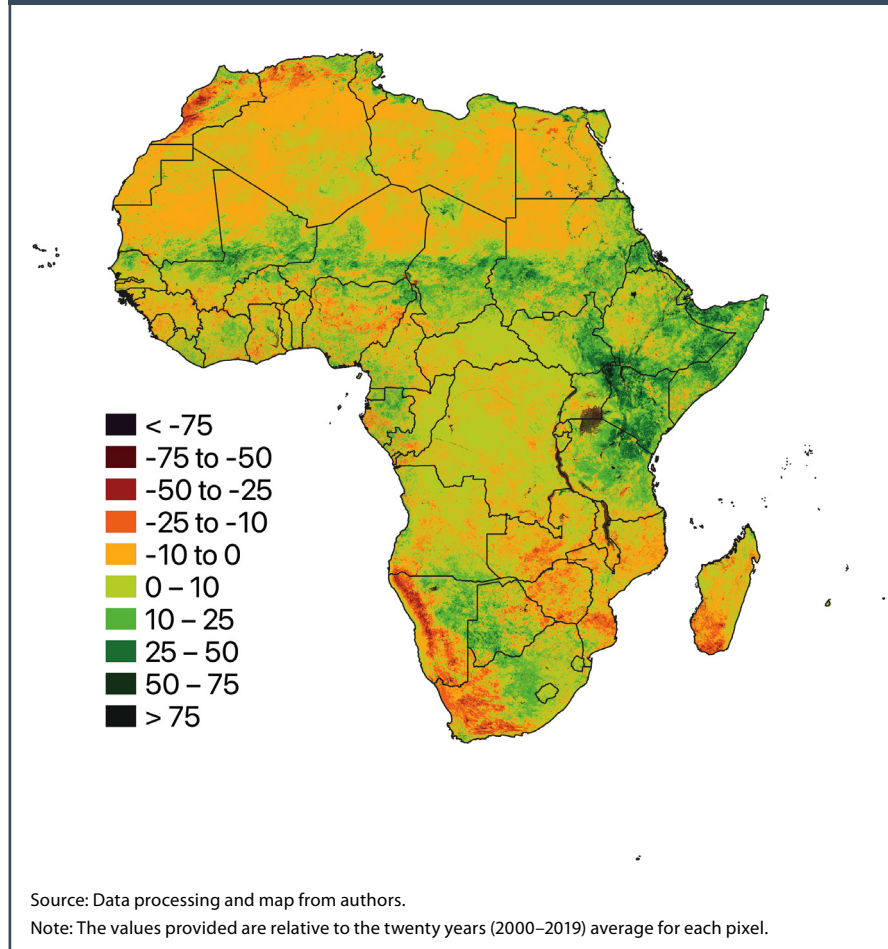 < -75
-75 to -50
-50 to -25
-25 to -10
-10 to 0
0 – 10
10 – 25
25 – 50
50 – 75
> 75
Source: Data processing and map from authors.
Note: The values provided are relative to the twenty years (2000–2019) average for each pixel.